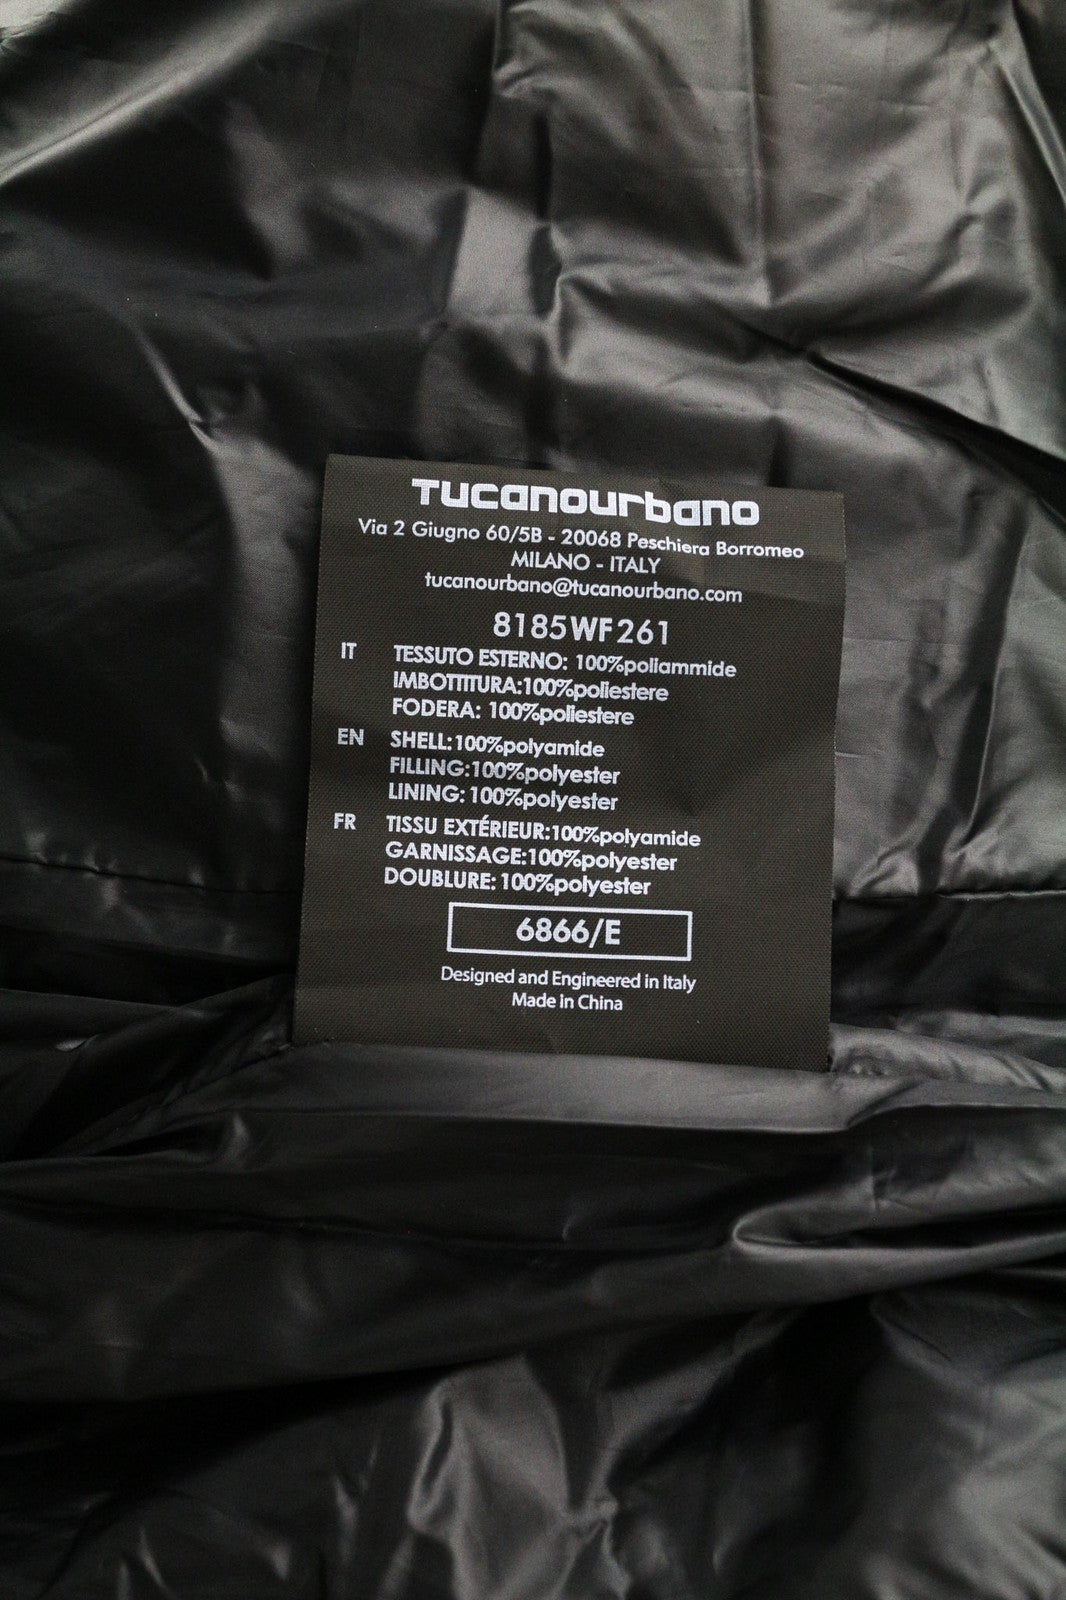 Tucanourbano
Via 2 Giugno 60/5B - 20068 Peschiera Borromeo
MILANO - ITALY
tucanourbano@tucanourbano.com
8185WF261
IT TESSUTO ESTERNO: 100%poliammide
IMBOTTITURA:100%poliestere
FODERA: 100%poliestere
EN SHELL:100%polyamide
FILLING:100%polyester
LINING: 100%polyester
FR TISSU EXTÉRIEUR:100%polyamide
GARNISSAGE:100%polyester
DOUBLURE: 100%polyester
6866/E
Designed and Engineered in Italy
Made in China